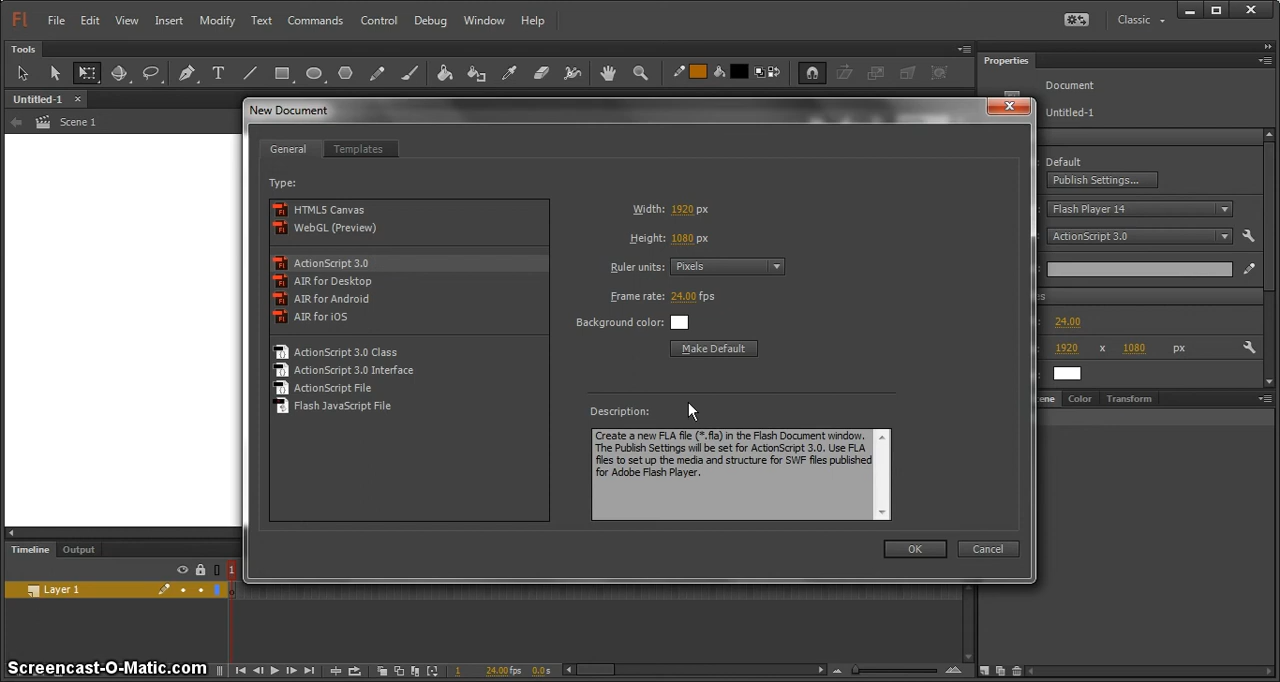 Fl File Edit View Insert Modify Text Commands Control Debug Window Help Classic
Tools
Properties
T
Untitled-1 ×
Document
Untitled-1
Scene 1
New Document
General Templates
Type:
HTML5 Canvas
WebGL (Preview)
ActionScript 3.0
AIR for Desktop
AIR for Android
AIR for iOS
ActionScript 3.0 Class
ActionScript 3.0 Interface
ActionScript File
Flash JavaScript File
Width: 1920 px
Height: 1080 px
Ruler units: Pixels
Frame rate: 24.00 fps
Background color:
Make Default
Description:
Create a new FLA file (*.fla) in the Flash Document window.
The Publish Settings will be set for ActionScript 3.0. Use FLA
files to set up the media and structure for SWF files published
for Adobe Flash Player.
OK Cancel
Default
Publish Settings...
Flash Player 14
: ActionScript 3.0
es
: 24.00
: 1920 x 1080 px
ene Color Transform
Timeline Output
1
Layer 1
1 24.00 fps 0.0 s
Screencast-O-Matic.com